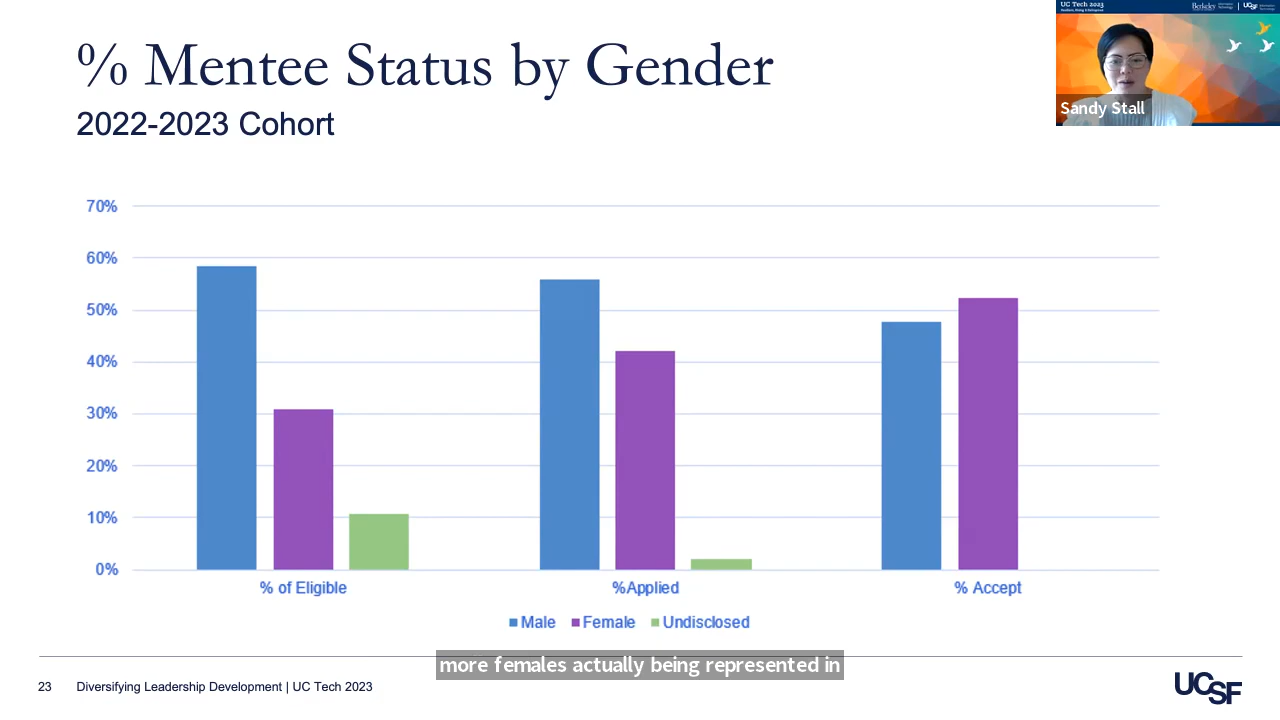 % Mentee Status by Gender
2022-2023 Cohort
UC Tech 2023
Berkeley
UCSF
Sandy Stall
70%
60%
50%
40%
30%
20%
10%
0%
% of Eligible
%Applied
% Accept
Male Female Undisclosed
more females actually being represented in
23 Diversifying Leadership Development | UC Tech 2023
UCSF